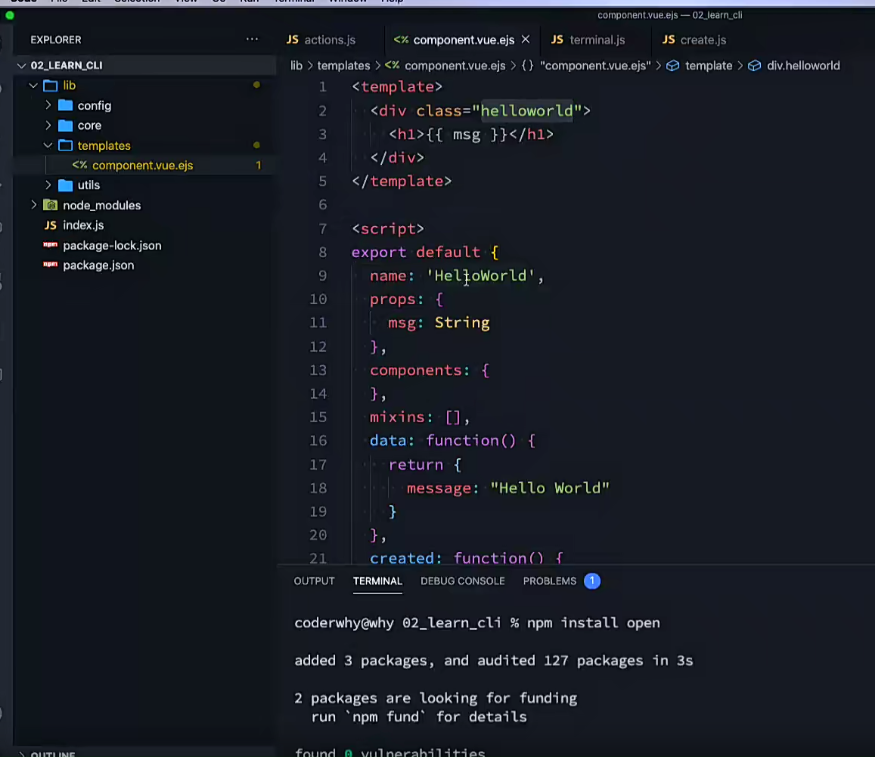 component.vue.ejs — 02_learn_cli
EXPLORER ···
JS actions.js <% component.vue.ejs × JS terminal.js JS create.js
02_LEARN_CLI
lib > templates > <% component.vue.ejs > {} "component.vue.ejs" > template > div.helloworld
lib
config
core
templates
<% component.vue.ejs 1
utils
node_modules
JS index.js
npm package-lock.json
npm package.json
1 <template>
2 <div class="helloworld">
3 <h1>{{ msg }}</h1>
4 </div>
5 </template>
6
7 <script>
8 export default {
9 name: 'HelloWorld',
10 props: {
11 msg: String
12 },
13 components: {
14 },
15 mixins: [],
16 data: function() {
17 return {
18 message: "Hello World"
19 }
20 },
21 created: function() {
OUTPUT TERMINAL DEBUG CONSOLE PROBLEMS 1
coderwhy@why 02_learn_cli % npm install open
added 3 packages, and audited 127 packages in 3s
2 packages are looking for funding
run `npm fund` for details
found 0 vulnerabilities
OUTLINE